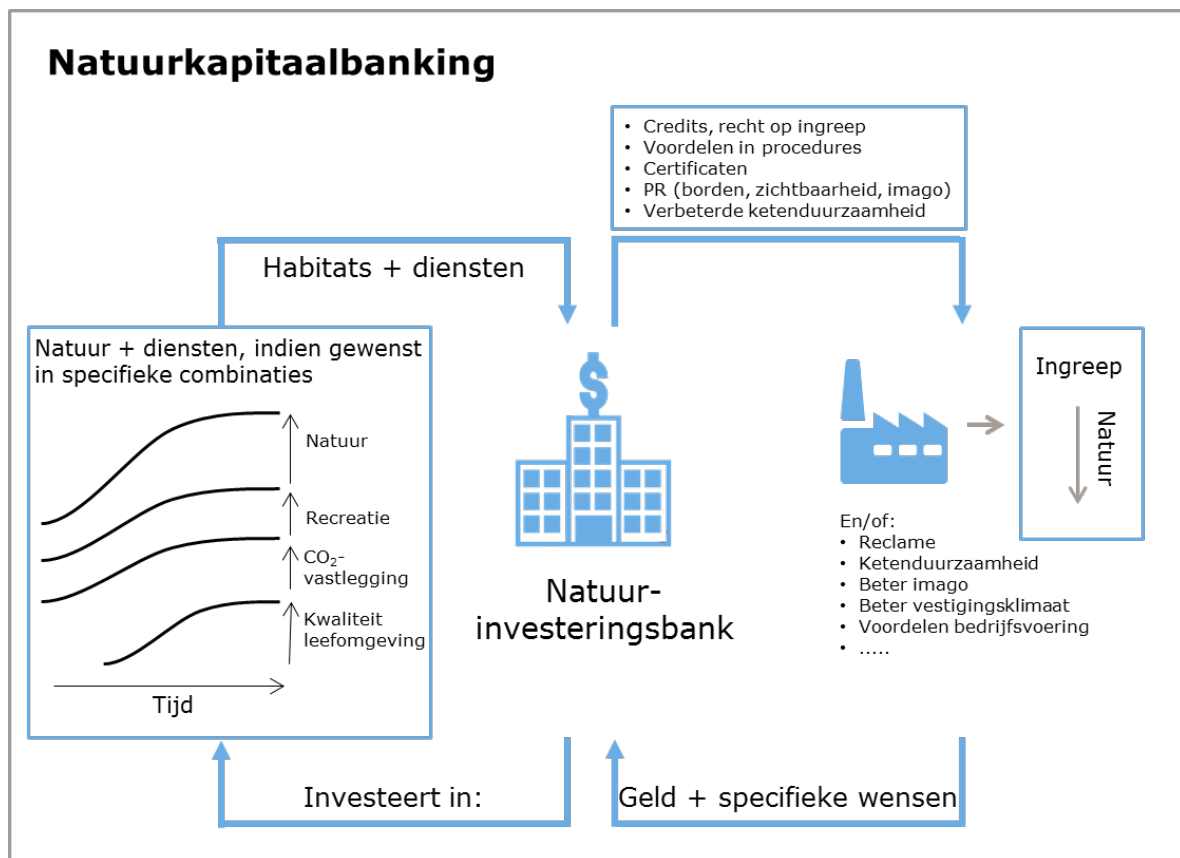 Natuurkapitaalbanking
• Credits, recht op ingreep
• Voordelen in procedures
• Certificaten
• PR (borden, zichtbaarheid, imago)
• Verbeterde ketenduurzaamheid
Habitats + diensten
Natuur + diensten, indien gewenst
in specifieke combinaties
Natuur
Recreatie
CO₂-
vastlegging
Kwaliteit
leefomgeving
Tijd
$
Natuur-
investeringsbank
Ingreep
Natuur
En/of:
• Reclame
• Ketenduurzaamheid
• Beter imago
• Beter vestigingsklimaat
• Voordelen bedrijfsvoering
• .....
Investeert in:
Geld + specifieke wensen